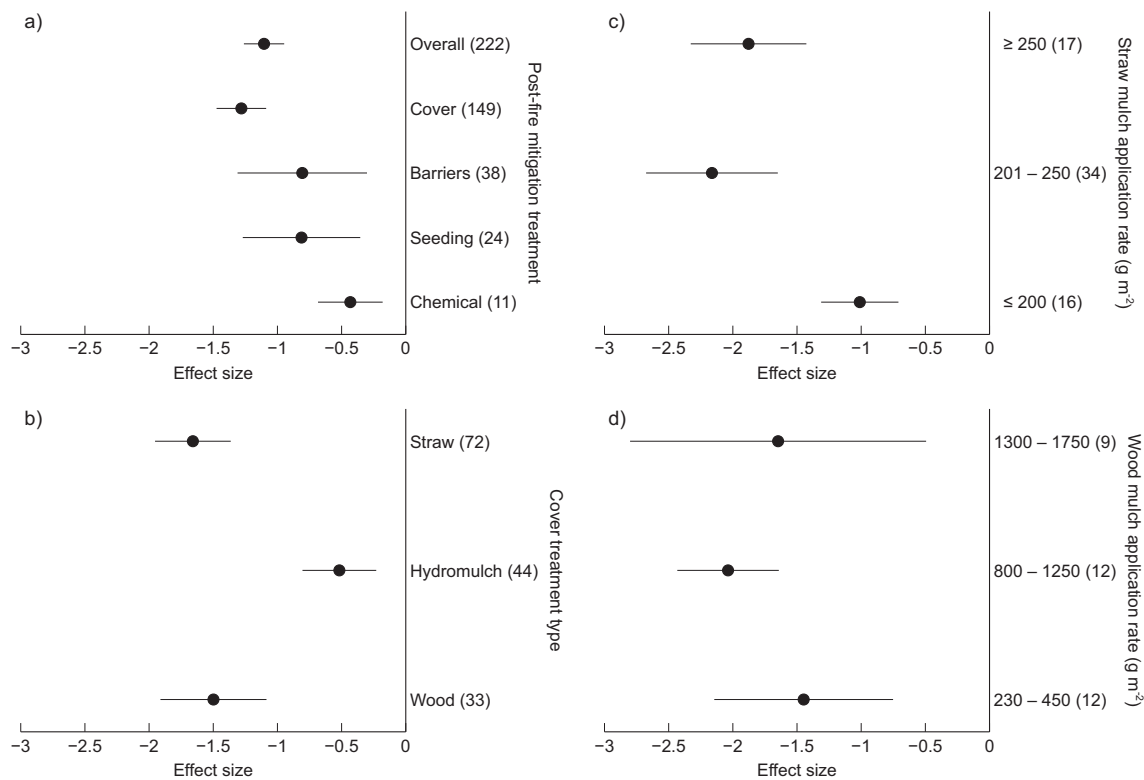 a)
Overall (222)
Cover (149)
Barriers (38)
Seeding (24)
Chemical (11)
Post-fire mitigation treatment
−3 −2.5 −2 −1.5 −1 −0.5 0
Effect size
c)
≥ 250 (17)
201 – 250 (34)
≤ 200 (16)
Straw mulch application rate (g m⁻²)
−3 −2.5 −2 −1.5 −1 −0.5 0
Effect size
b)
Straw (72)
Hydromulch (44)
Wood (33)
Cover treatment type
−3 −2.5 −2 −1.5 −1 −0.5 0
Effect size
d)
1300 – 1750 (9)
800 – 1250 (12)
230 – 450 (12)
Wood mulch application rate (g m⁻²)
−3 −2.5 −2 −1.5 −1 −0.5 0
Effect size